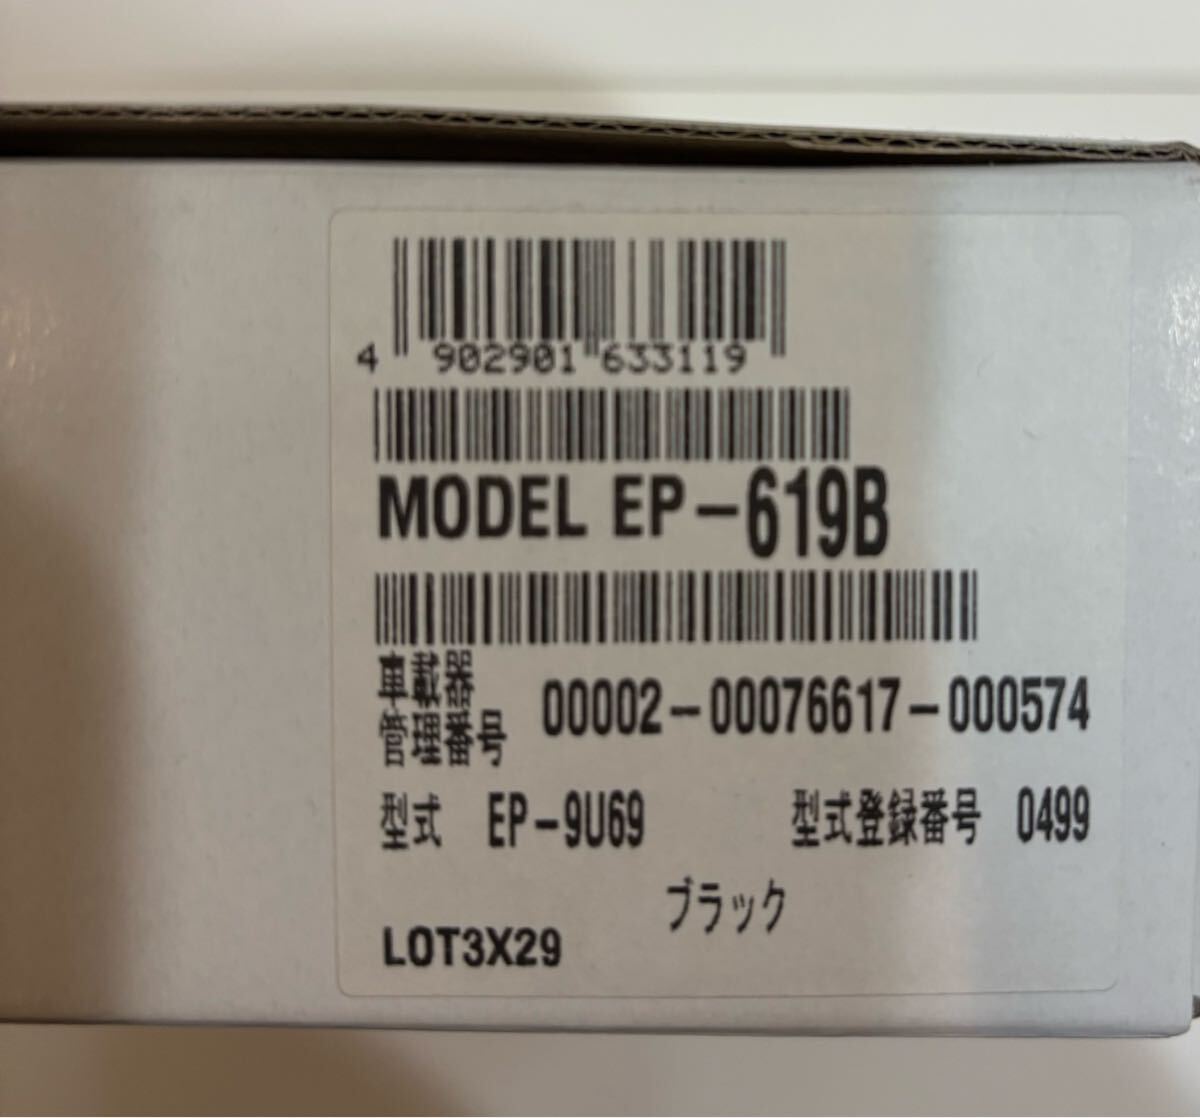 4 902901 633119
MODEL EP-619B
車載器
管理番号 00002-00076617-000574
型式 EP-9U69 型式登録番号 0499
ブラック
LOT3X29